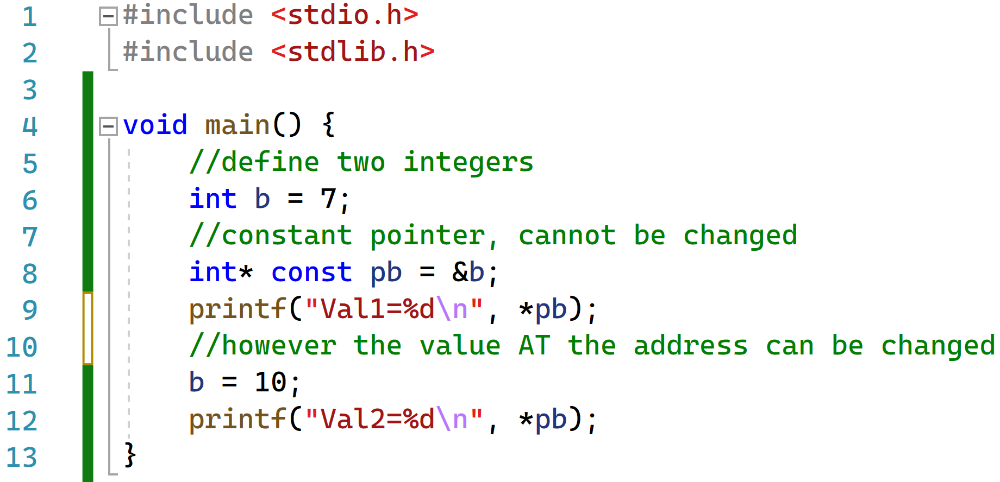 1 #include <stdio.h>
2 #include <stdlib.h>
3
4 void main() {
5 //define two integers
6 int b = 7;
7 //constant pointer, cannot be changed
8 int* const pb = &b;
9 printf("Val1=%d\n", *pb);
10 //however the value AT the address can be changed
11 b = 10;
12 printf("Val2=%d\n", *pb);
13 }